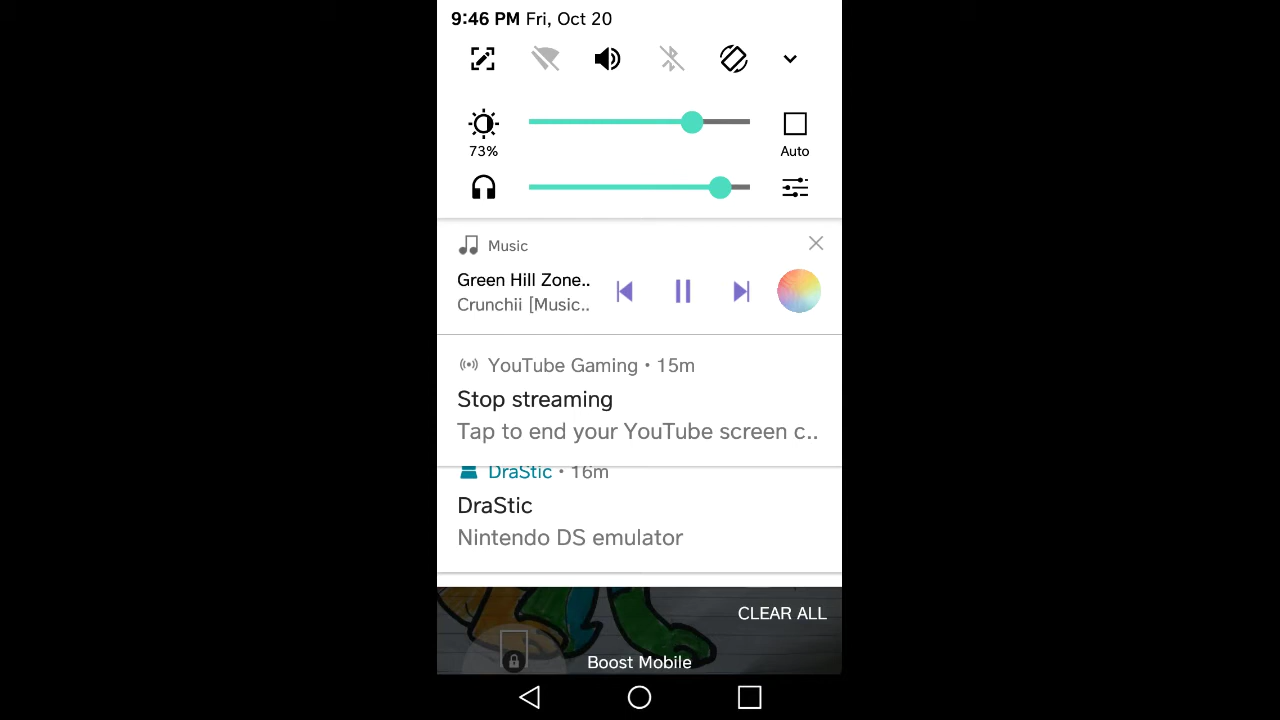 9:46 PM Fri, Oct 20
73%
Auto
Music
Green Hill Zone..
Crunchii [Music..
YouTube Gaming • 15m
Stop streaming
Tap to end your YouTube screen c..
DraStic • 16m
DraStic
Nintendo DS emulator
CLEAR ALL
Boost Mobile